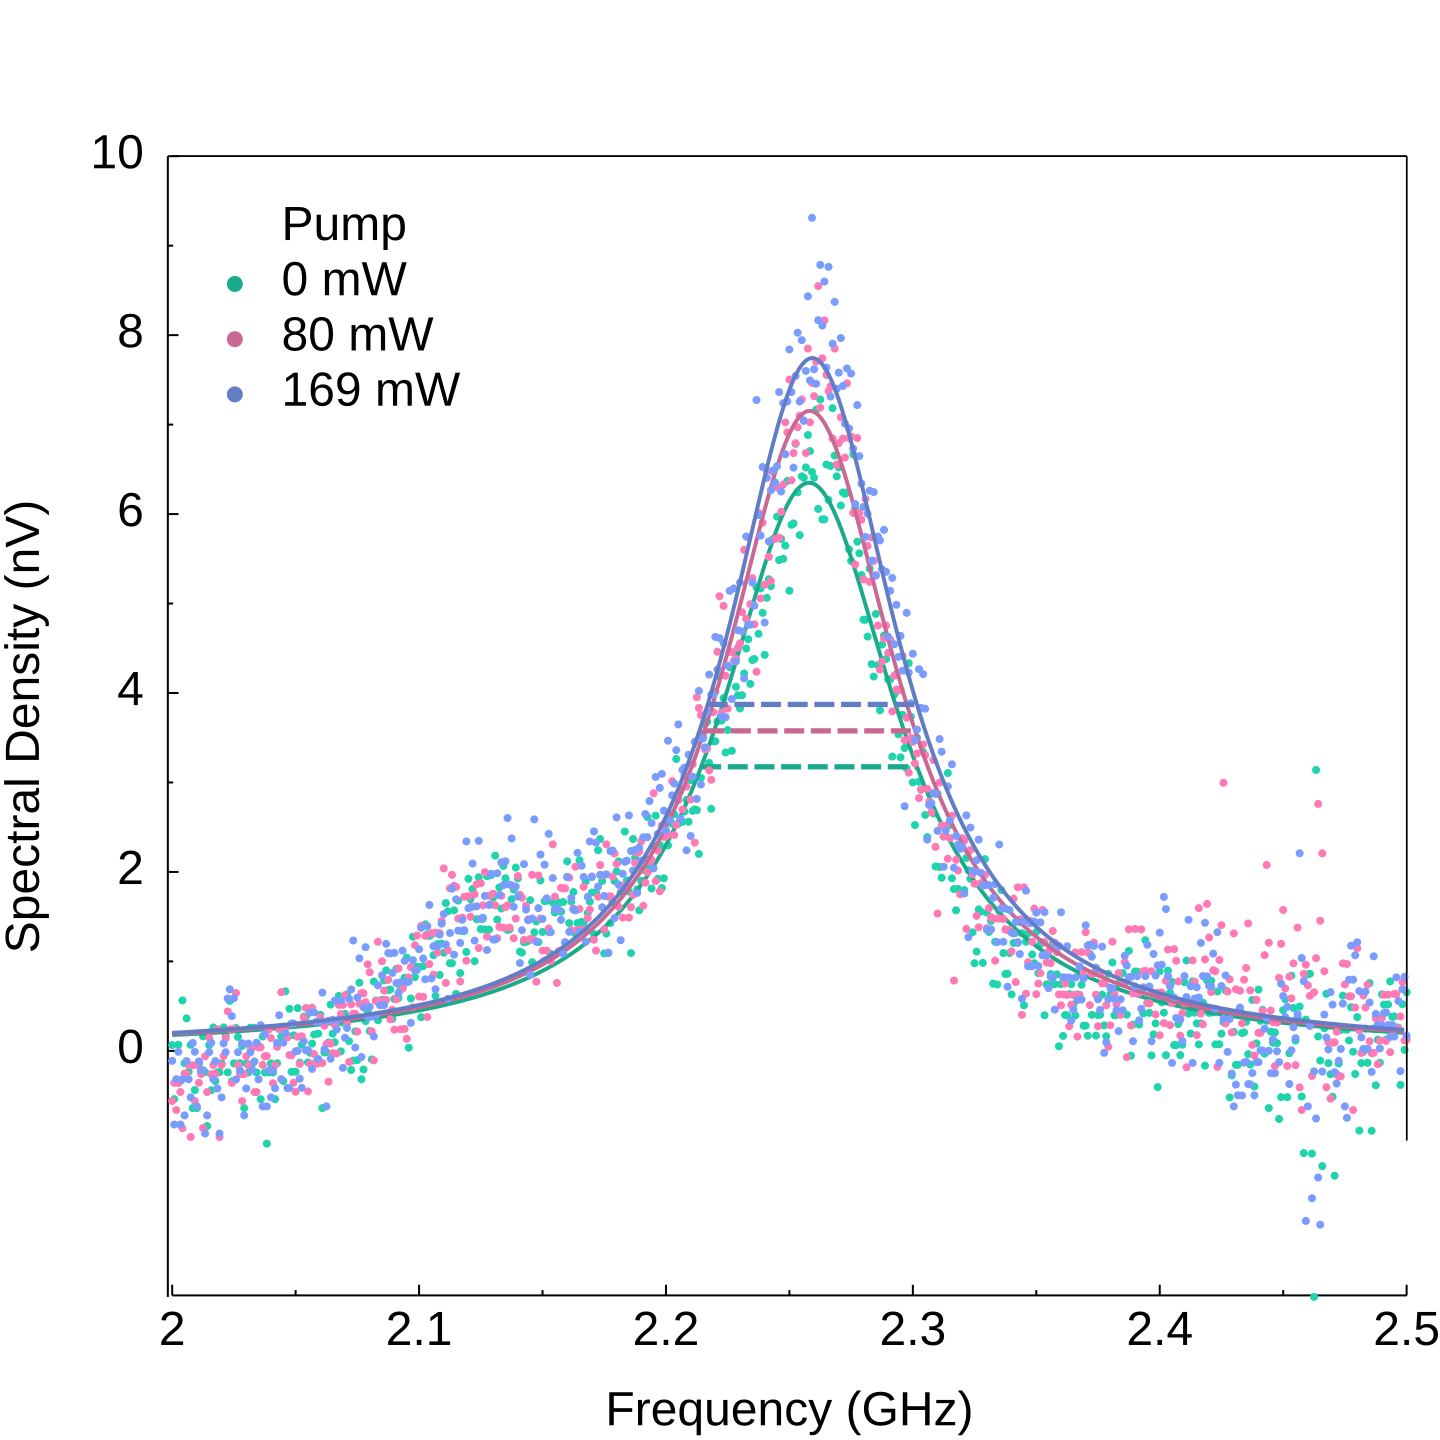 10
8
6
4
2
0
Spectral Density (nV)
Pump
0 mW
80 mW
169 mW
2 2.1 2.2 2.3 2.4 2.5
Frequency (GHz)